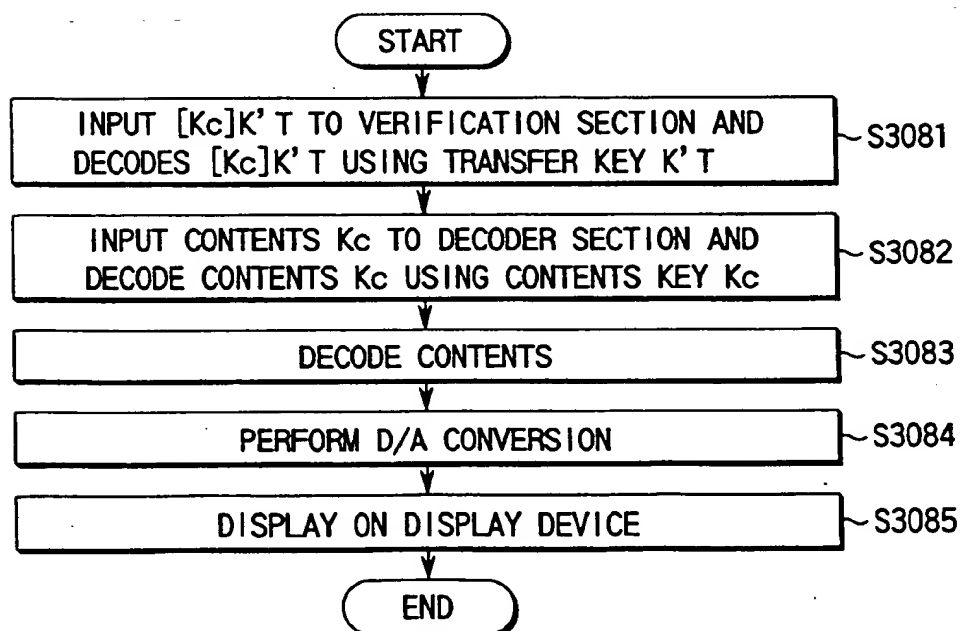 START
INPUT [Kc]K'T TO VERIFICATION SECTION AND
DECODES [Kc]K'T USING TRANSFER KEY K'T
S3081
INPUT CONTENTS Kc TO DECODER SECTION AND
DECODE CONTENTS Kc USING CONTENTS KEY Kc
S3082
DECODE CONTENTS
S3083
PERFORM D/A CONVERSION
S3084
DISPLAY ON DISPLAY DEVICE
S3085
END